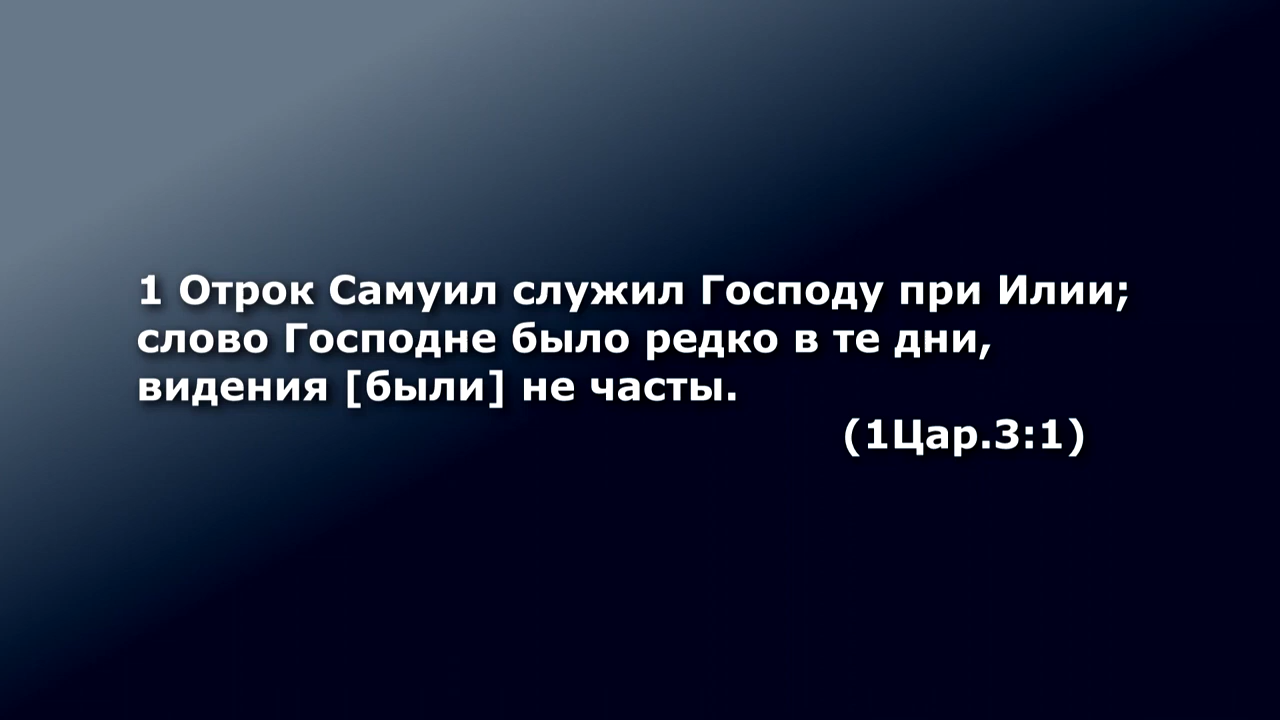 1 Отрок Самуил служил Господу при Илии;
слово Господне было редко в те дни,
видения [были] не часты.
(1Цар.3:1)